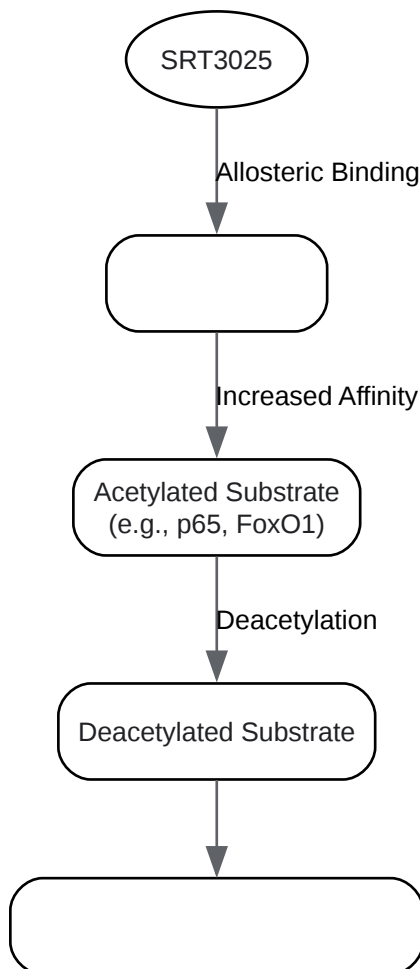 SRT3025
Allosteric Binding
Increased Affinity
Acetylated Substrate
(e.g., p65, FoxO1)
Deacetylation
Deacetylated Substrate